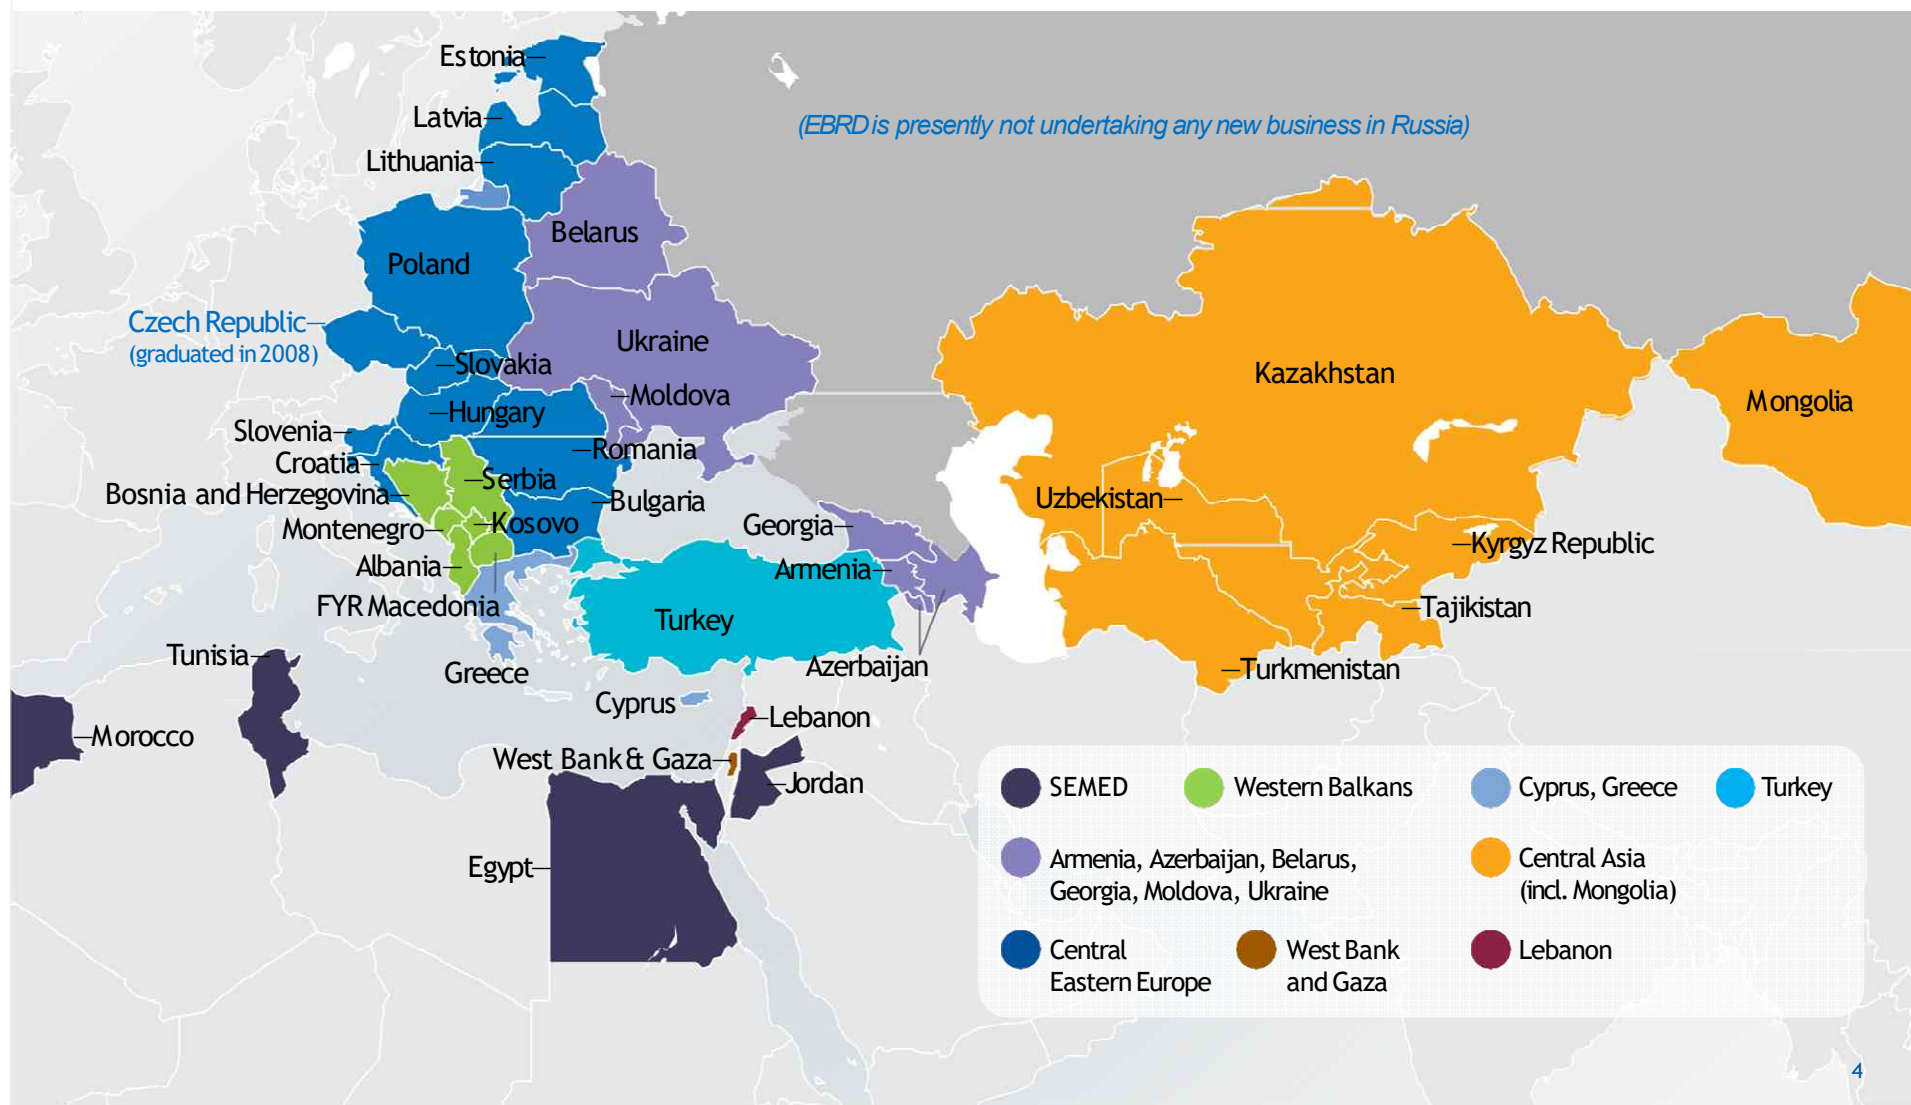 Estonia
Latvia
(EBRD is presently not undertaking any new business in Russia)
Lithuania
Belarus
Poland
Czech Republic
(graduated in 2008)
Ukraine
Slovakia
Kazakhstan
Moldova
Mongolia
Hungary
Slovenia
Romania
Croatia
Serbia
Bosnia and Herzegovina
Uzbekistan
Bulgaria
Montenegro
Kosovo
Georgia
Kyrgyz Republic
Albania
Armenia
FYR Macedonia
Tajikistan
Turkey
Tunisia
Greece
Azerbaijan
Turkmenistan
Cyprus
Lebanon
Morocco
West Bank & Gaza
Jordan
Egypt
SEMED
Western Balkans
Cyprus, Greece
Turkey
Armenia, Azerbaijan, Belarus,
Georgia, Moldova, Ukraine
Central Asia
(incl. Mongolia)
Central
Eastern Europe
West Bank
and Gaza
Lebanon
4